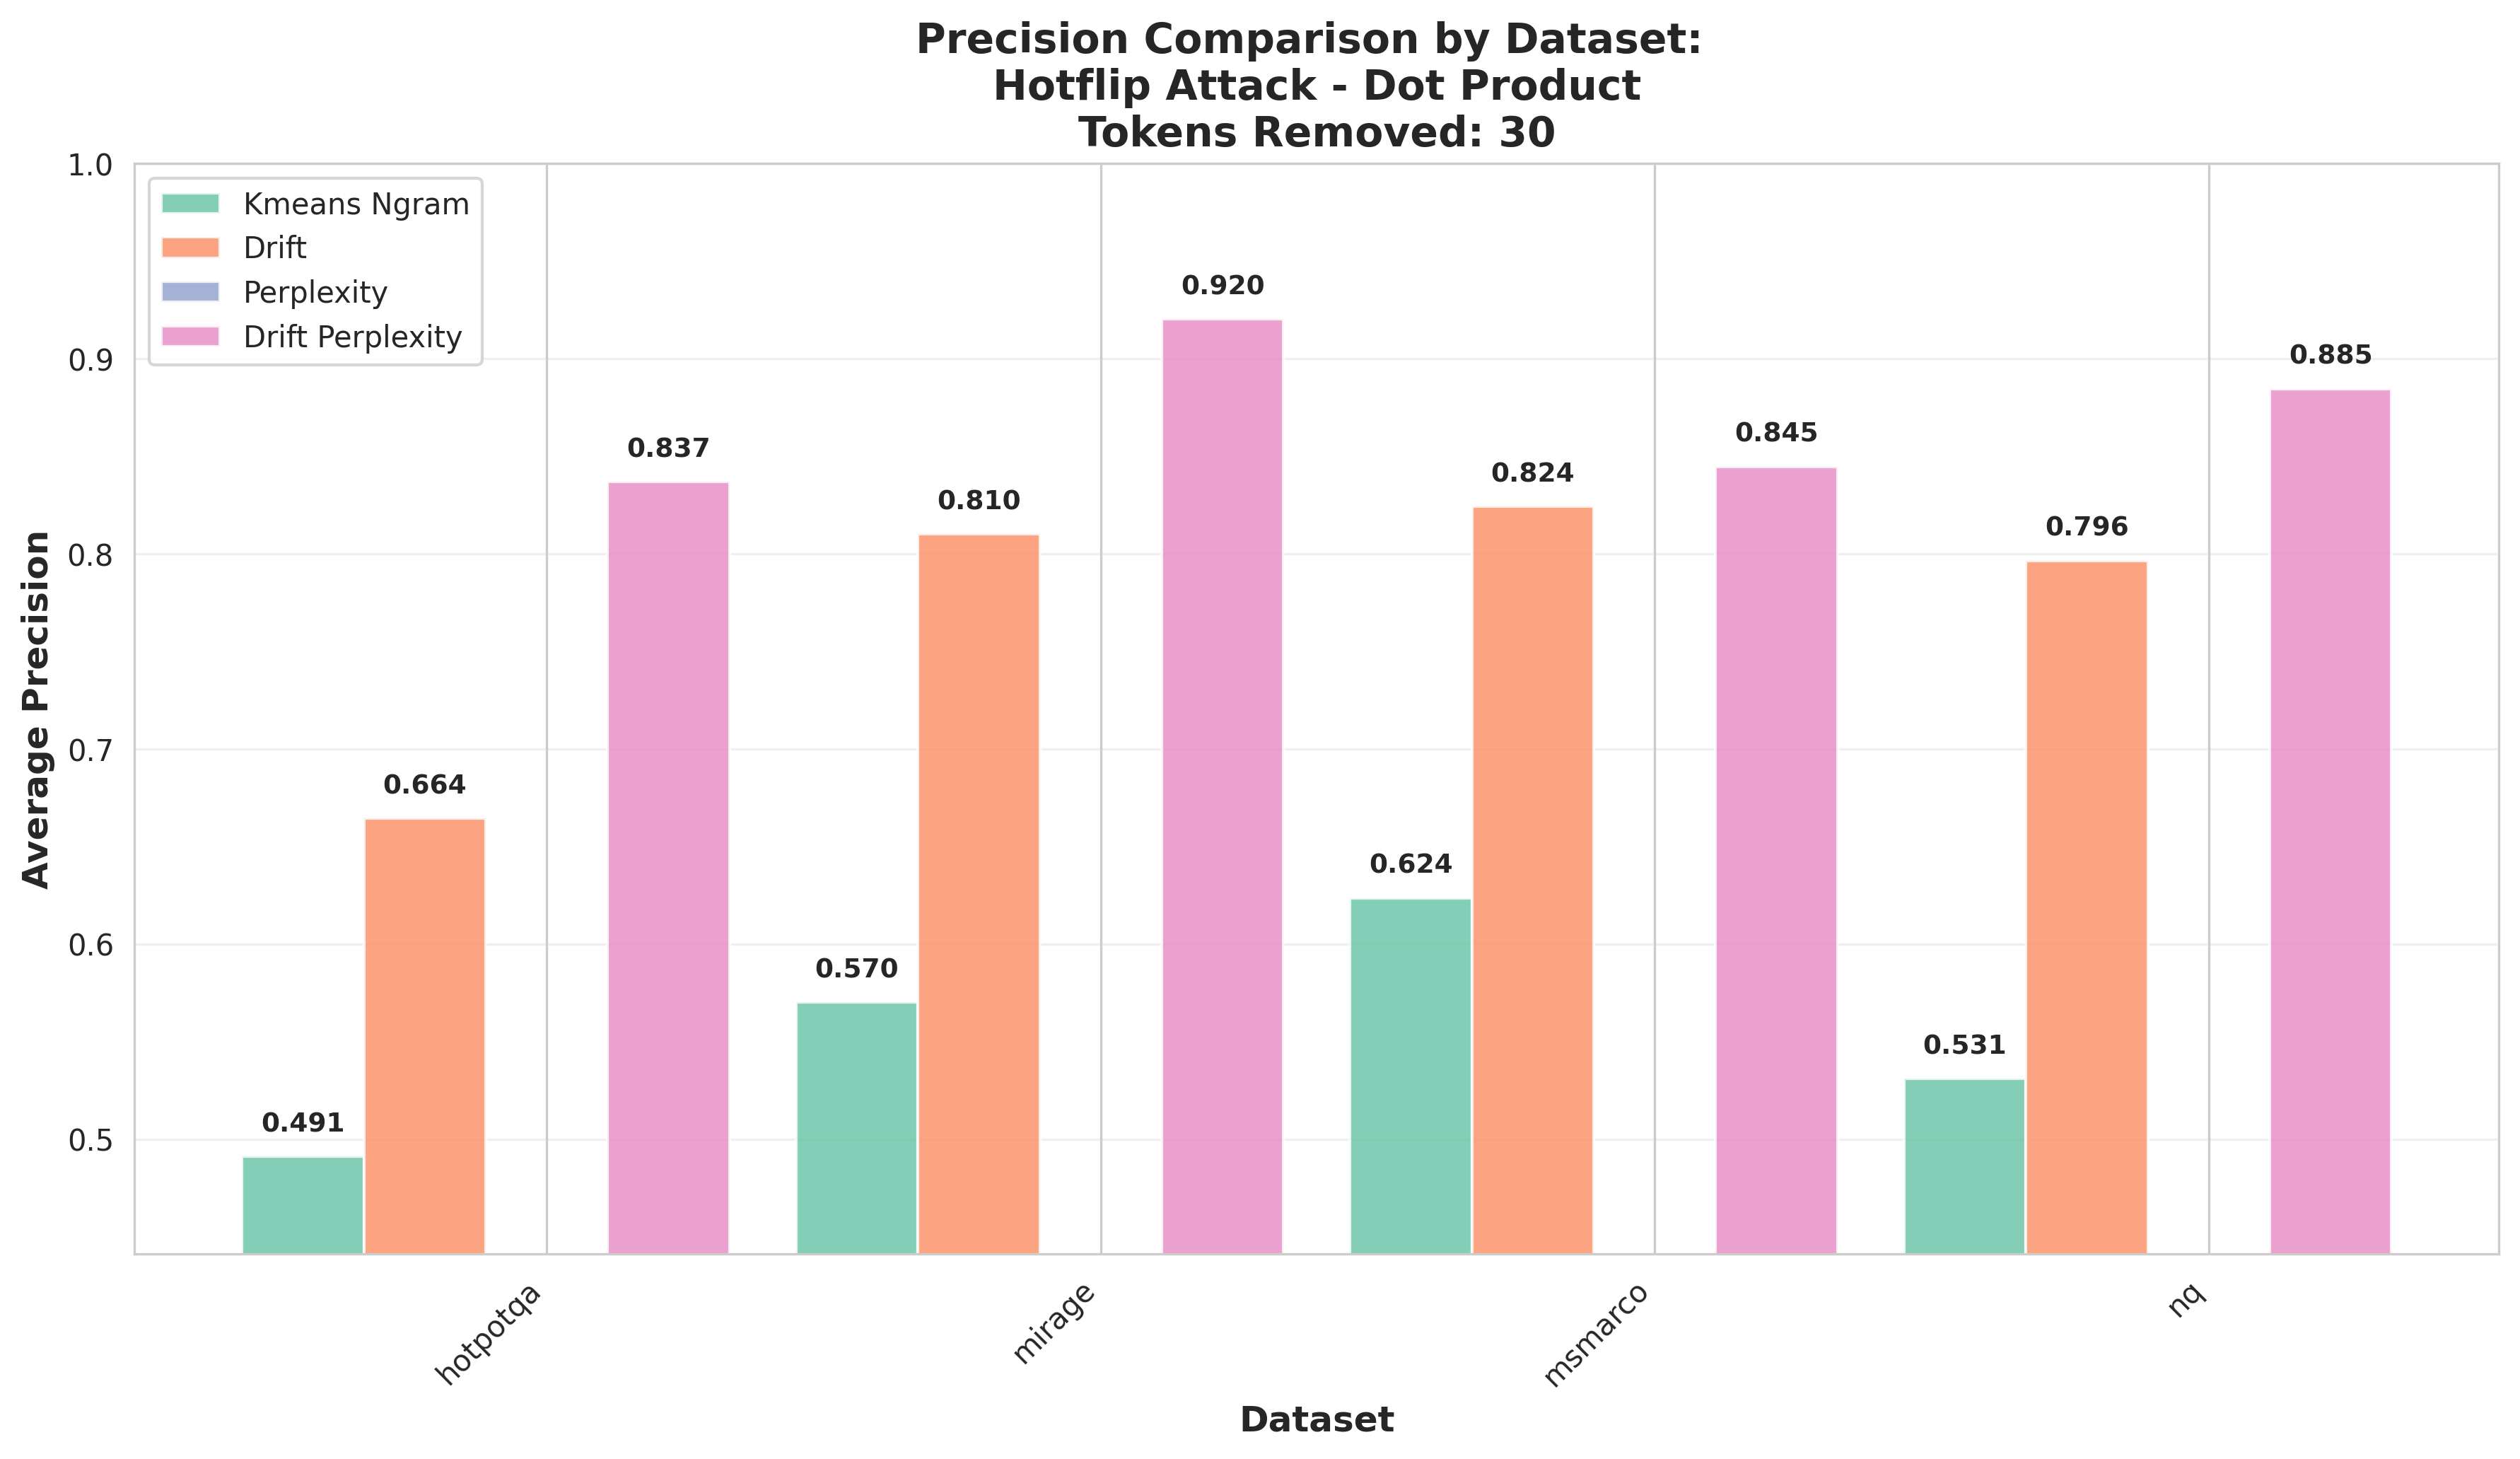 Precision Comparison by Dataset:
Hotflip Attack - Dot Product
Tokens Removed: 30
1.0
0.9
0.8
0.7
0.6
0.5
Average Precision
Kmeans Ngram
Drift
Perplexity
Drift Perplexity
0.491
0.664
0.837
0.570
0.810
0.920
0.624
0.824
0.845
0.531
0.796
0.885
hotpotqa
mirage
msmarco
nq
Dataset